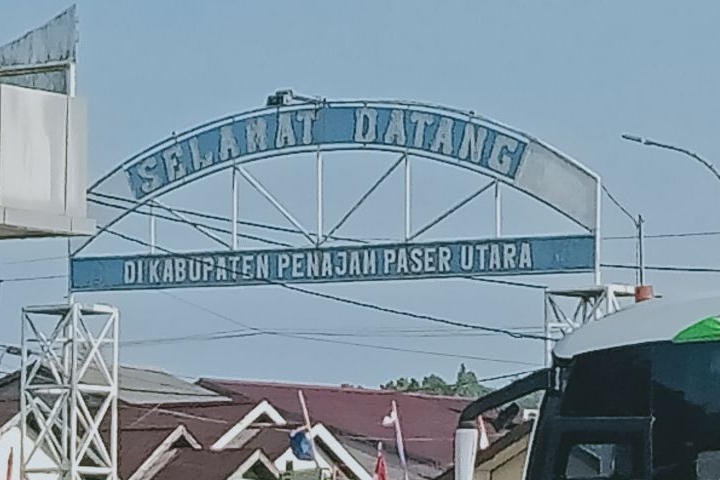 SELAMAT DATANG
DI KABUPATEN PENAJAM PASER UTARA